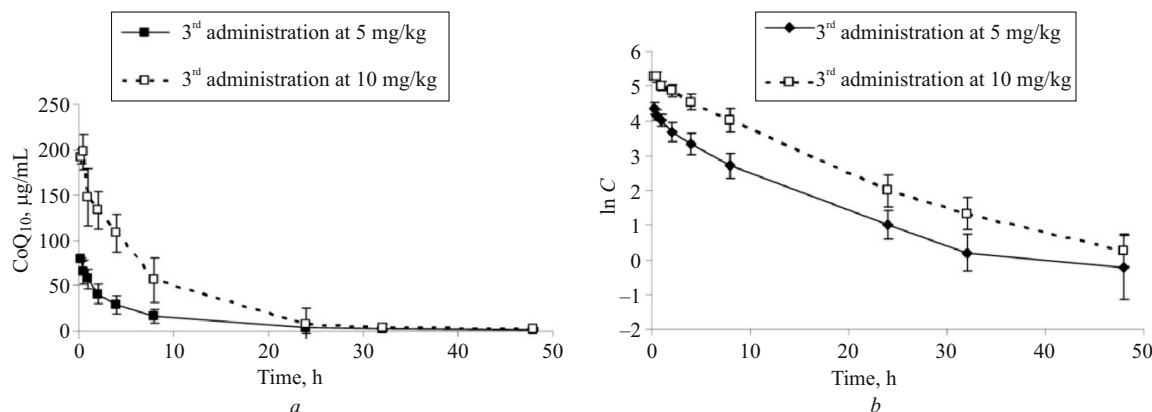 3rd administration at 5 mg/kg
3rd administration at 10 mg/kg
250
200
150
100
50
0
CoQ10, µg/mL
0 10 20 30 40 50
Time, h
a
3rd administration at 5 mg/kg
3rd administration at 10 mg/kg
6
5
4
3
2
1
0
–1
–2
ln C
0 10 20 30 40 50
Time, h
b